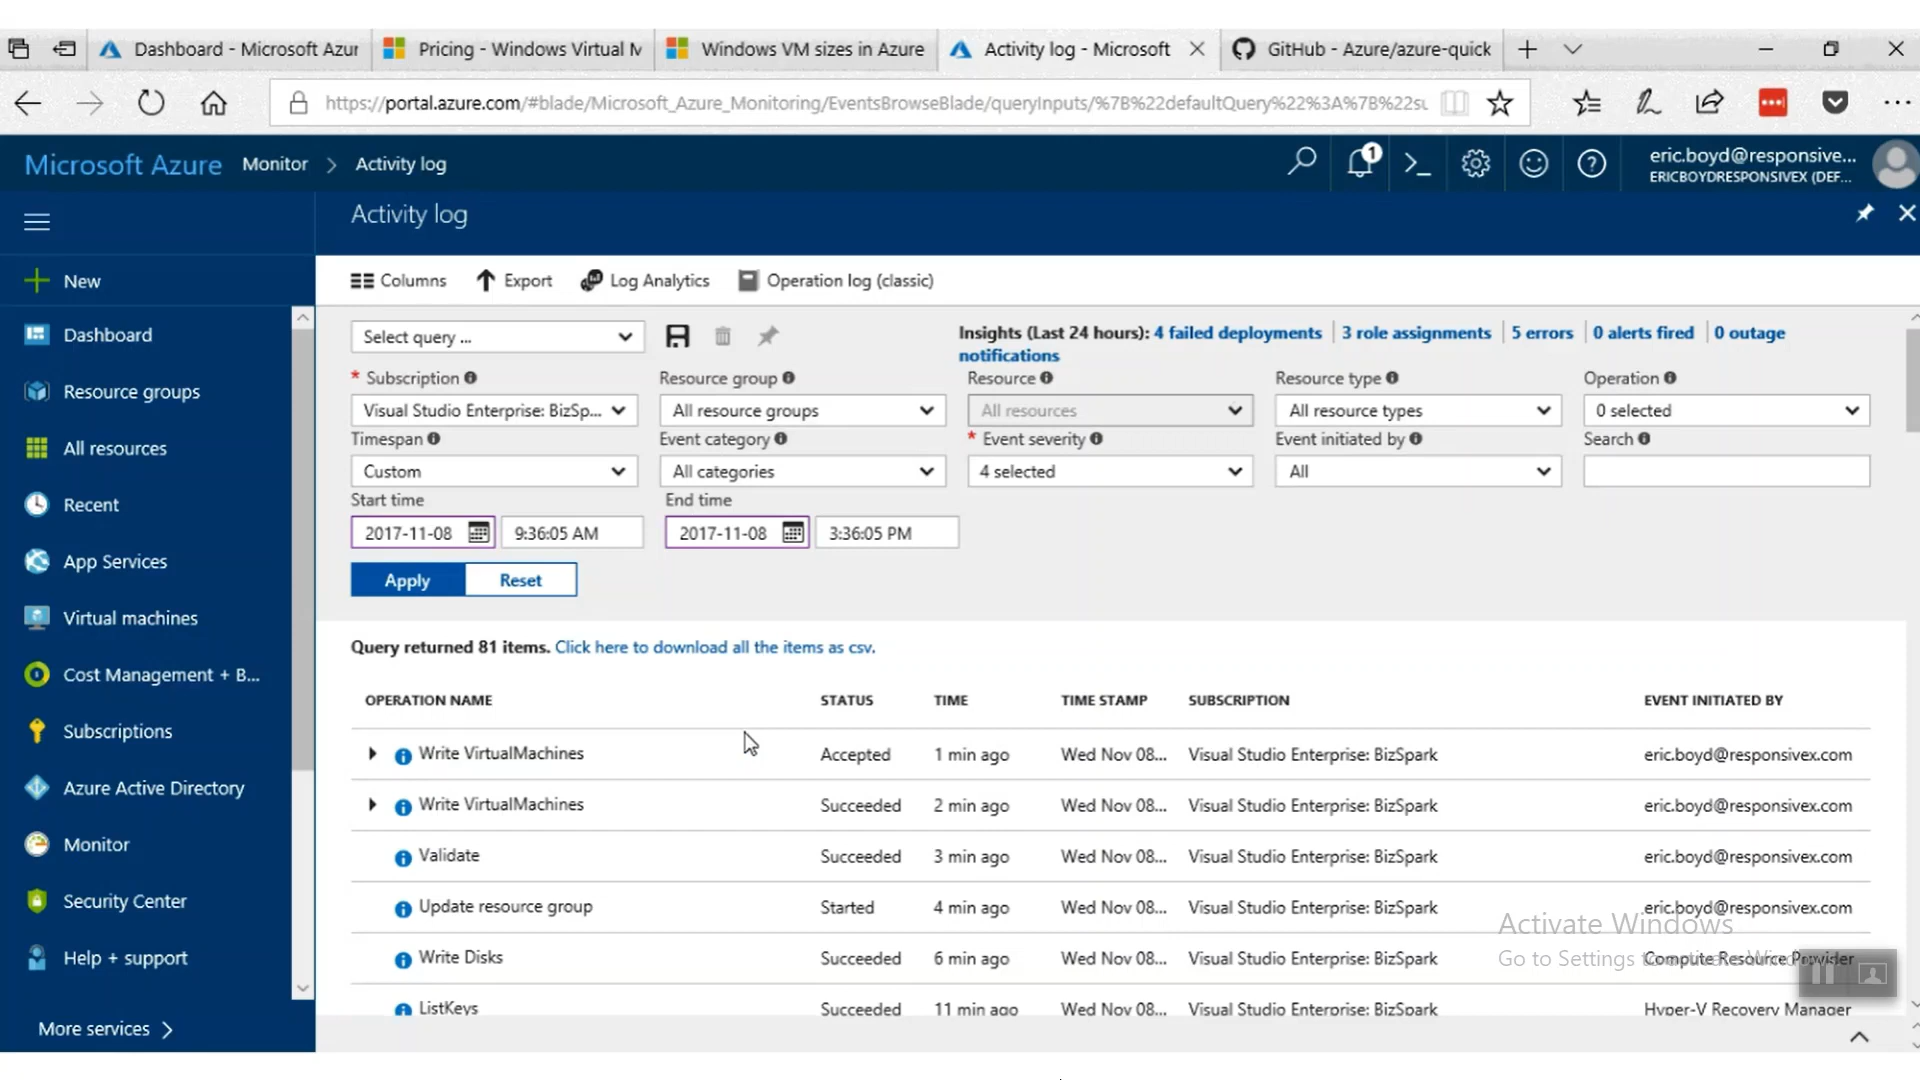 Dashboard - Microsoft Azur
Pricing - Windows Virtual M
Windows VM sizes in Azure
Activity log - Microsoft
GitHub - Azure/azure-quick
https://portal.azure.com/#blade/Microsoft_Azure_Monitoring/EventsBrowseBlade/queryInputs/%7B%22defaultQuery%22%3A%7B%22su
Microsoft Azure Monitor > Activity log
1
eric.boyd@responsive...
ERICBOYDRESPONSIVEX (DEF...
Activity log
New
Dashboard
Resource groups
All resources
Recent
App Services
Virtual machines
Cost Management + B...
Subscriptions
Azure Active Directory
Monitor
Security Center
Help + support
More services >
Columns Export Log Analytics Operation log (classic)
Select query ...
Insights (Last 24 hours): 4 failed deployments | 3 role assignments | 5 errors | 0 alerts fired | 0 outage
notifications
* Subscription Resource group Resource Resource type Operation
Visual Studio Enterprise: BizSp... All resource groups All resources All resource types 0 selected
Timespan Event category * Event severity Event initiated by Search
Custom All categories 4 selected All
Start time End time
2017-11-08 9:36:05 AM 2017-11-08 3:36:05 PM
Apply Reset
Query returned 81 items. Click here to download all the items as csv.
OPERATION NAME STATUS TIME TIME STAMP SUBSCRIPTION EVENT INITIATED BY
Write VirtualMachines Accepted 1 min ago Wed Nov 08... Visual Studio Enterprise: BizSpark eric.boyd@responsivex.com
Write VirtualMachines Succeeded 2 min ago Wed Nov 08... Visual Studio Enterprise: BizSpark eric.boyd@responsivex.com
Validate Succeeded 3 min ago Wed Nov 08... Visual Studio Enterprise: BizSpark eric.boyd@responsivex.com
Update resource group Started 4 min ago Wed Nov 08... Visual Studio Enterprise: BizSpark eric.boyd@responsivex.com
Write Disks Succeeded 6 min ago Wed Nov 08... Visual Studio Enterprise: BizSpark Compute Resource Provider
ListKeys Succeeded 11 min ago Wed Nov 08... Visual Studio Enterprise: BizSpark Hyper-V Recovery Manager
Activate Windows
Go to Settings